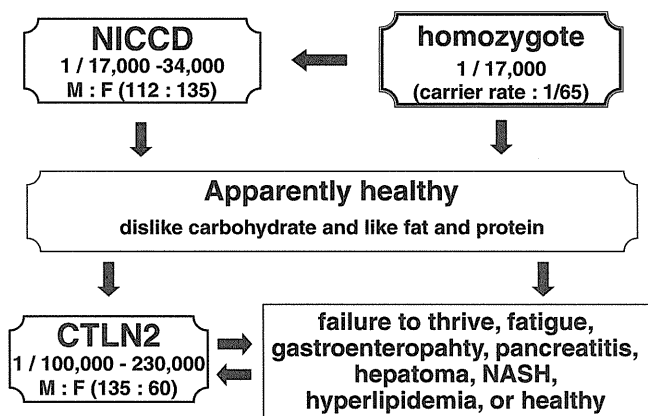 NICCD
1 / 17,000 -34,000
M : F (112 : 135)
homozygote
1 / 17,000
(carrier rate : 1/65)
Apparently healthy
dislike carbohydrate and like fat and protein
CTLN2
1 / 100,000 - 230,000
M : F (135 : 60)
failure to thrive, fatigue,
gastroenteropahty, pancreatitis,
hepatoma, NASH,
hyperlipidemia, or healthy